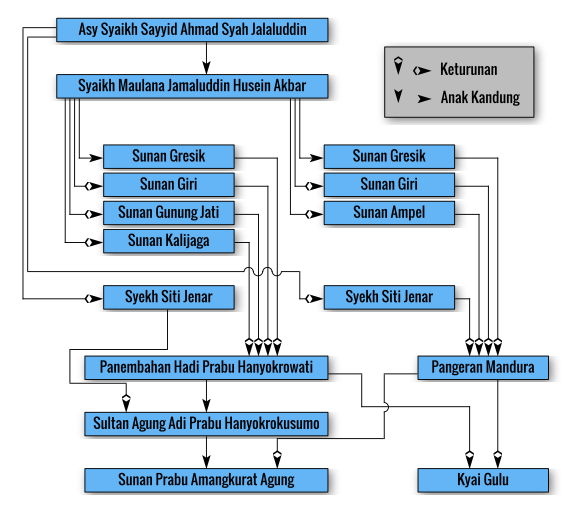 Asy Syaikh Sayyid Ahmad Syah Jalaluddin
Syaikh Maulana Jamaluddin Husein Akbar
Keturunan
Anak Kandung
Sunan Gresik
Sunan Giri
Sunan Gunung Jati
Sunan Kalijaga
Sunan Gresik
Sunan Giri
Sunan Ampel
Syekh Siti Jenar
Syekh Siti Jenar
Panembahan Hadi Prabu Hanyokrowati
Pangeran Mandura
Sultan Agung Adi Prabu Hanyokrokusumo
Sunan Prabu Amangkurat Agung
Kyai Gulu